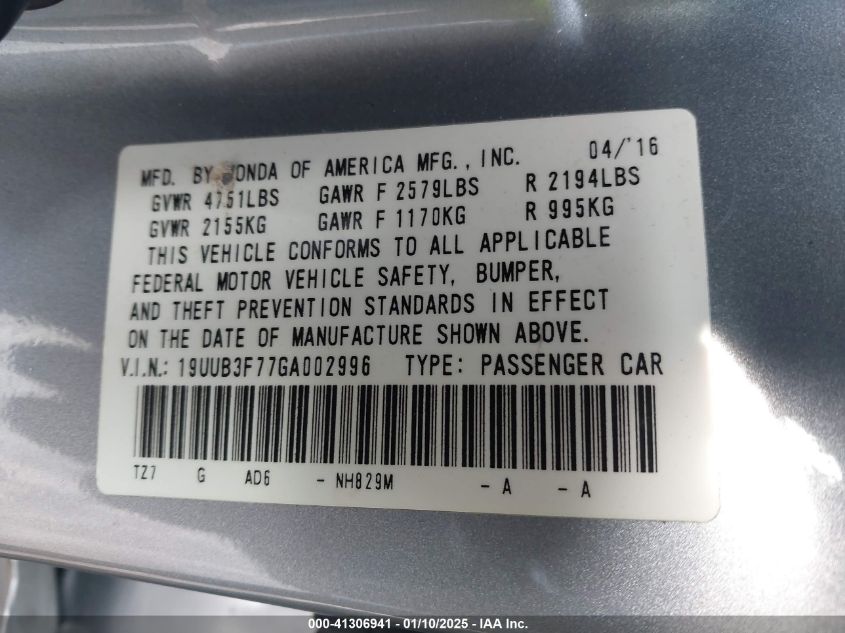 MFD. BY HONDA OF AMERICA MFG., INC. 04/'16
GVWR 4751LBS GAWR F 2579LBS R 2194LBS
GVWR 2155KG GAWR F 1170KG R 995KG
THIS VEHICLE CONFORMS TO ALL APPLICABLE
FEDERAL MOTOR VEHICLE SAFETY, BUMPER,
AND THEFT PREVENTION STANDARDS IN EFFECT
ON THE DATE OF MANUFACTURE SHOWN ABOVE.
V.I.N.: 19UUB3F77GA002996 TYPE: PASSENGER CAR
TZ7 G AD6 - NH829M - A - A
000-41306941 - 01/10/2025 - IAA Inc.